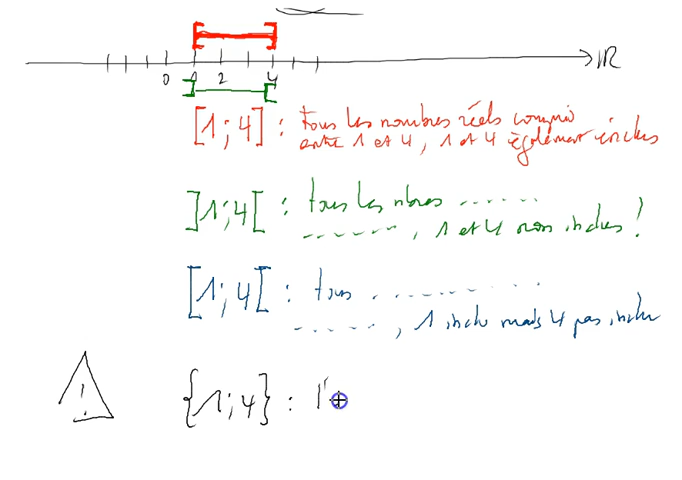 ℝ
0 1 2 4
[1;4] : tous les nombres réels compris
entre 1 et 4, 1 et 4 également inclus
]1;4[ : tous les nbres ......
......, 1 et 4 non inclus !
[1;4[ : tous ......
......, 1 inclu mais 4 pas inclu
! {1;4} : l'